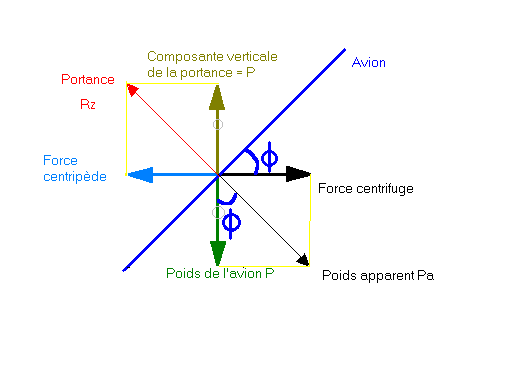 Composante verticale
de la portance = P
Avion
Portance
Rz
ϕ
Force
centripède
Force centrifuge
ϕ
Poids de l'avion P
Poids apparent Pa